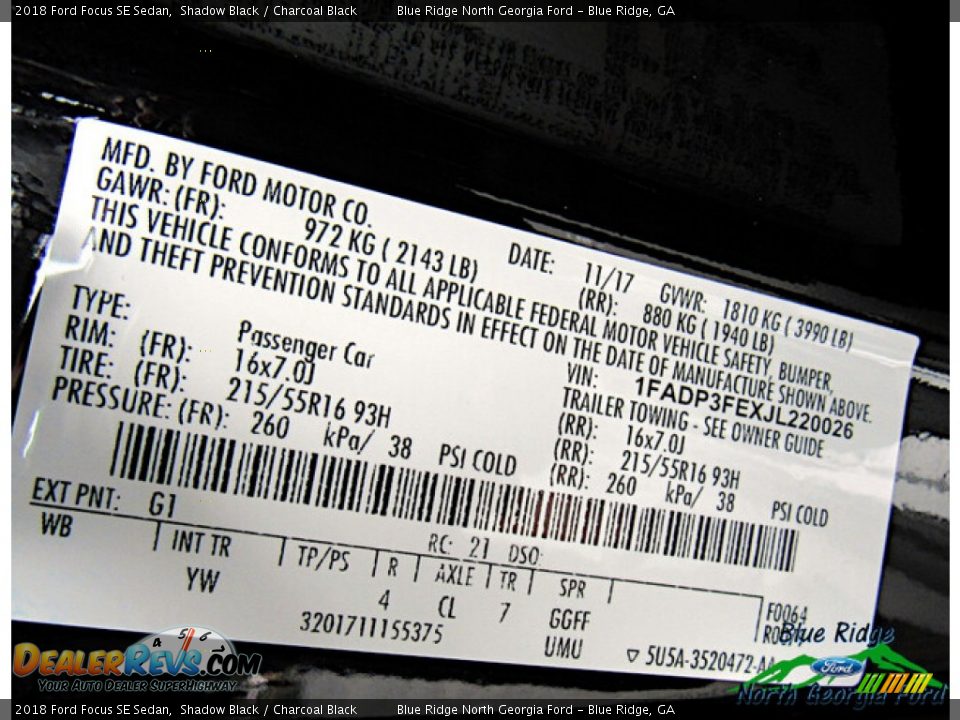 2018 Ford Focus SE Sedan,  Shadow Black / Charcoal Black          Blue Ridge North Georgia Ford - Blue Ridge, GA
MFD. BY FORD MOTOR CO.
DATE: 11/17 GVWR: 1810 KG ( 3990 LB)
GAWR: (FR): 972 KG ( 2143 LB) (RR): 880 KG ( 1940 LB)
THIS VEHICLE CONFORMS TO ALL APPLICABLE FEDERAL MOTOR VEHICLE SAFETY, BUMPER,
AND THEFT PREVENTION STANDARDS IN EFFECT ON THE DATE OF MANUFACTURE SHOWN ABOVE.
VIN: 1FADP3FEXJL220026
TYPE: Passenger Car TRAILER TOWING - SEE OWNER GUIDE
RIM: (FR): 16x7.0J (RR): 16x7.0J
TIRE: (FR): 215/55R16 93H (RR): 215/55R16 93H
PRESSURE: (FR): 260 kPa/ 38 PSI COLD (RR): 260 kPa/ 38 PSI COLD
EXT PNT: G1 RC: 21 DSO:
WB INT TR TP/PS R AXLE TR SPR
YW 4 CL 7 GGFF
F0064
3201711155375 UMU
5U5A-3520472-AA
DEALERREVS.COM
YOUR AUTO DEALER SUPERHIGHWAY
4 5 6
Blue Ridge
Ford
North Georgia Ford
2018 Ford Focus SE Sedan,  Shadow Black / Charcoal Black          Blue Ridge North Georgia Ford - Blue Ridge, GA